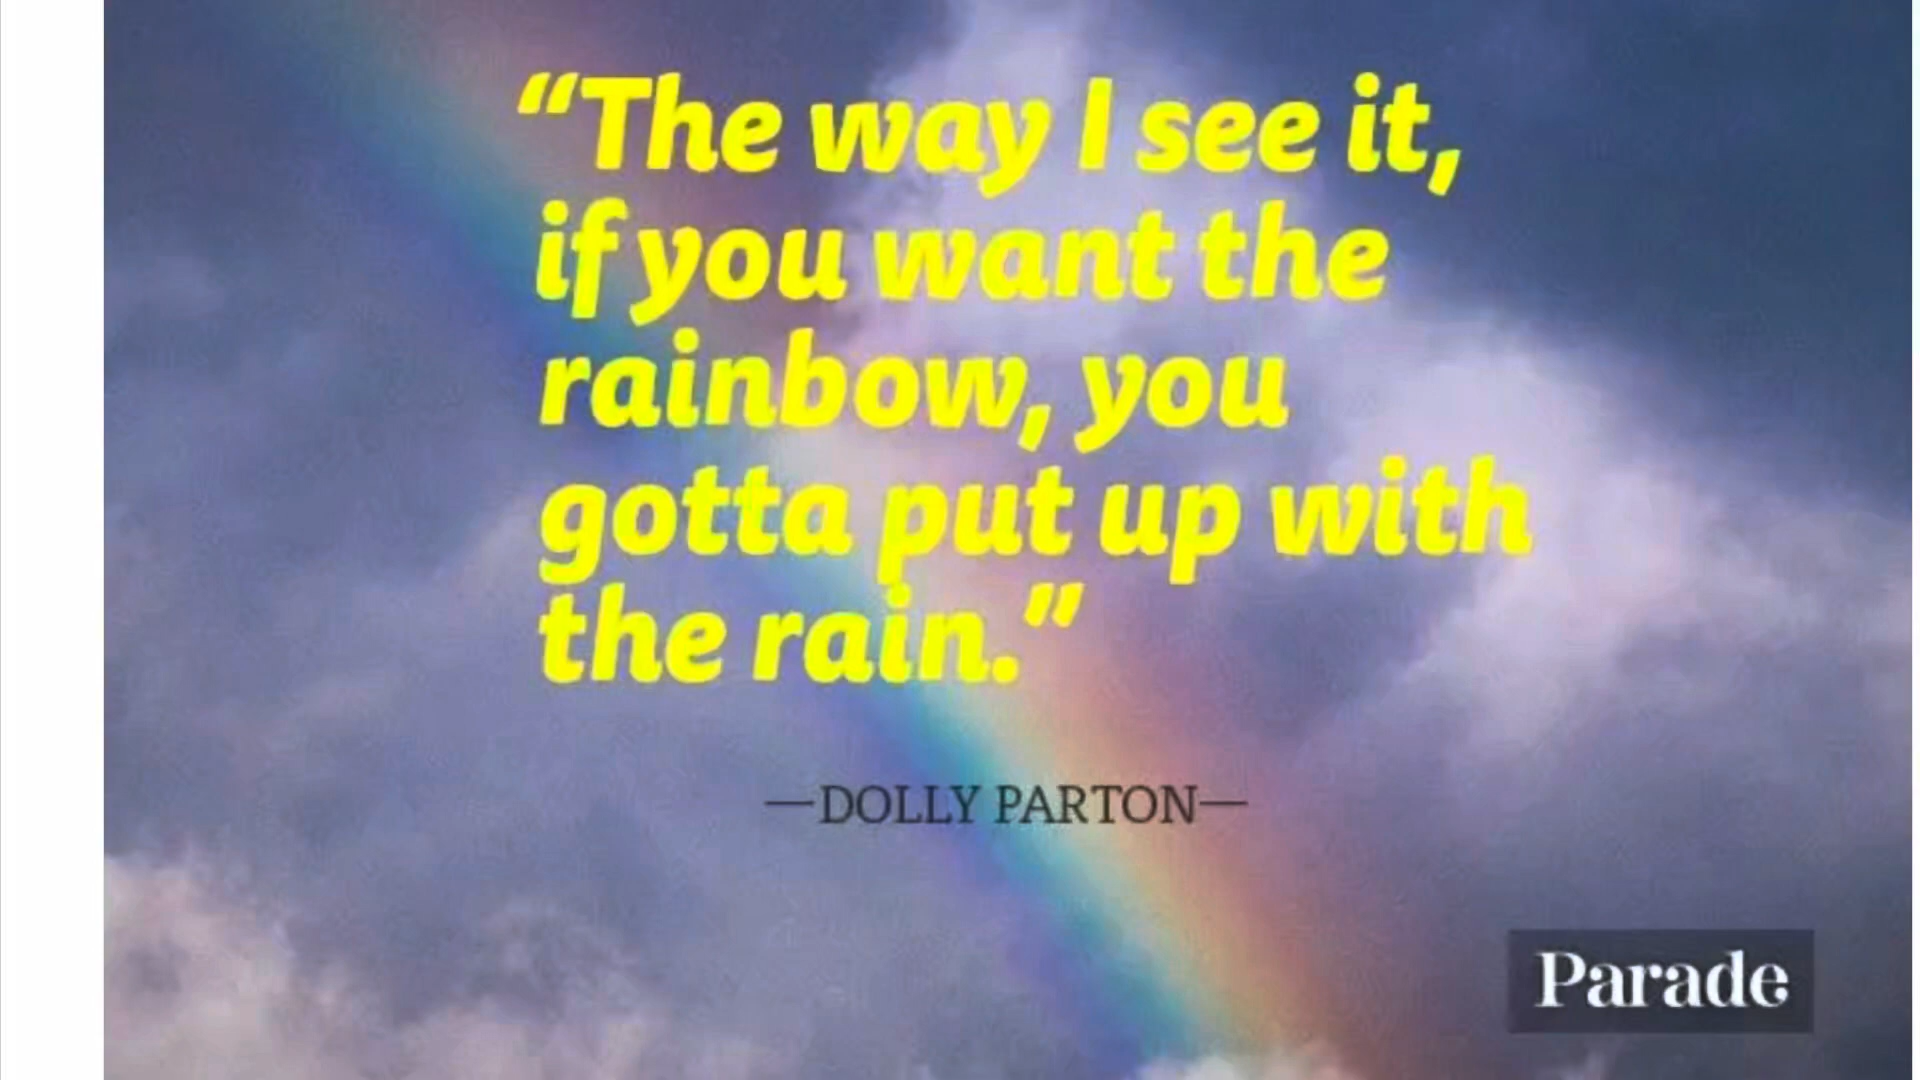 “The way I see it,
if you want the
rainbow, you
gotta put up with
the rain.”
—DOLLY PARTON—
Parade